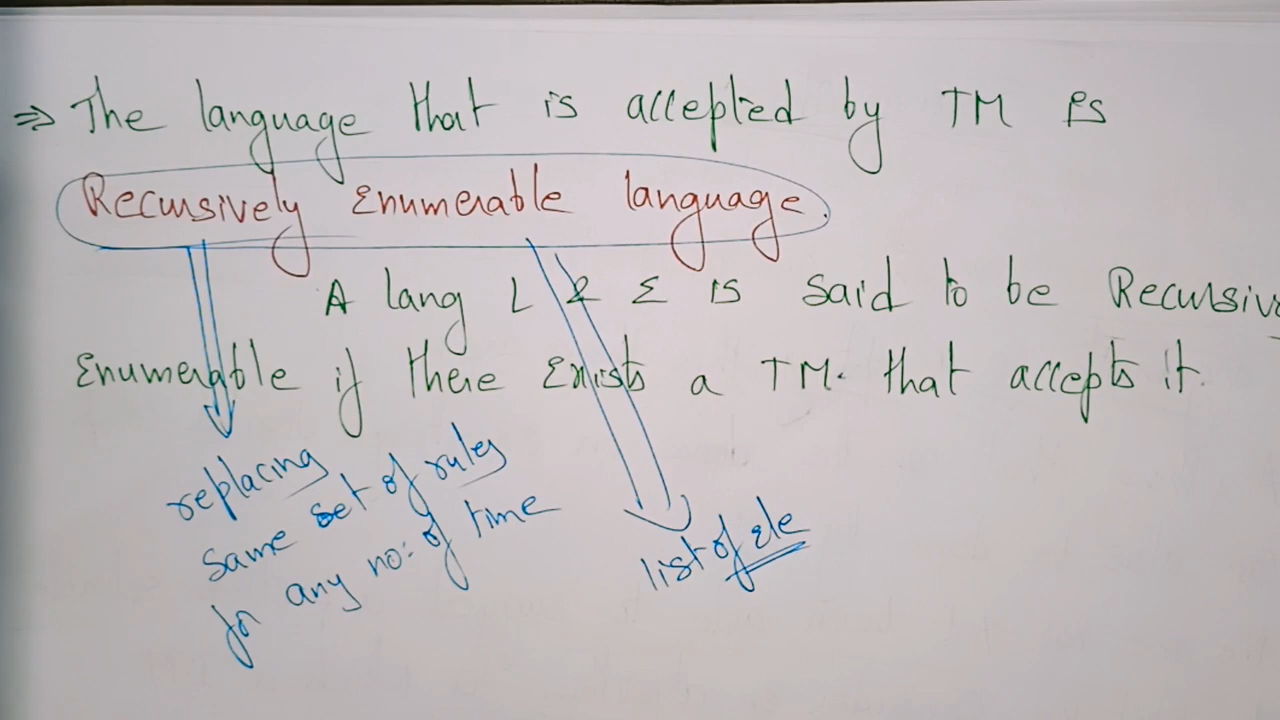 ⇒ The language that is accepted by TM is
Recursively Enumerable language.
A lang L & Σ is said to be Recursive
Enumerable if there Exists a TM. that accepts it.
replacing
same set of rules
for any no: of time
list of ele